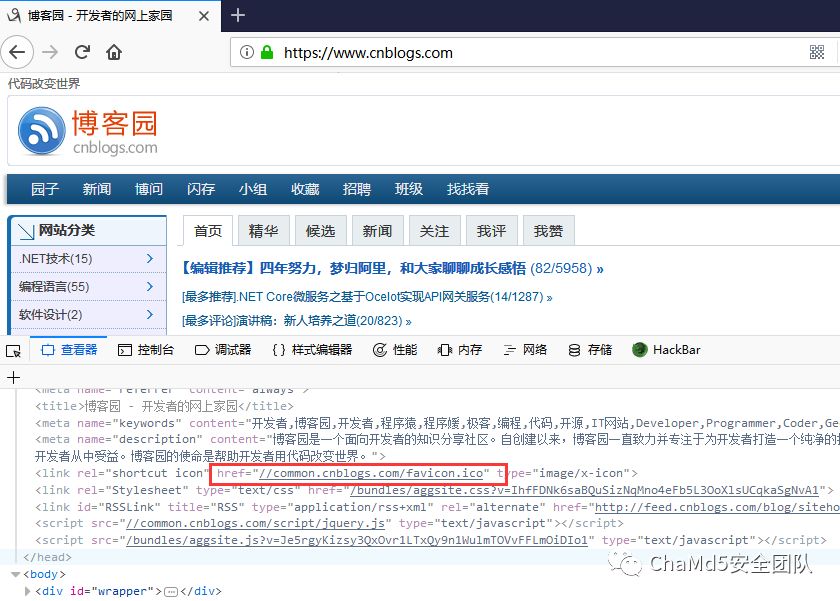 博客园 - 开发者的网上家园
https://www.cnblogs.com
代码改变世界
博客园
cnblogs.com
园子 新闻 博问 闪存 小组 收藏 招聘 班级 找找看
网站分类
首页 精华 候选 新闻 关注 我评 我赞
.NET技术(15)
编程语言(55)
软件设计(2)
【编辑推荐】四年努力，梦归阿里，和大家聊聊成长感悟 (82/5958) »
[最多推荐].NET Core微服务之基于Ocelot实现API网关服务(14/1287) »
[最多评论]演讲稿：新人培养之道(20/823) »
查看器 控制台 调试器 {} 样式编辑器 性能 内存 网络 存储 HackBar
<meta name="referrer" content="always">
<title>博客园 - 开发者的网上家园</title>
<meta name="keywords" content="开发者,博客园,开发者,程序猿,程序媛,极客,编程,代码,开源,IT网站,Developer,Programmer,Coder,Ge
<meta name="description" content="博客园是一个面向开发者的知识分享社区。自创建以来，博客园一直致力并专注于为开发者打造一个纯净的
开发者从中受益。博客园的使命是帮助开发者用代码改变世界。">
<link rel="shortcut icon" href="//common.cnblogs.com/favicon.ico" type="image/x-icon">
<link rel="Stylesheet" type="text/css" href="/bundles/aggsite.css?v=IhfFDNk6saBQuSizNqMno4eFb5L3OoXlsUCqkaSgNvA1">
<link id="RSSLink" title="RSS" type="application/rss+xml" rel="alternate" href="http://feed.cnblogs.com/blog/siteho
<script src="//common.cnblogs.com/script/jquery.js" type="text/javascript"></script>
<script src="/bundles/aggsite.js?v=Je5rgyKizsy3QxOvr1LTxQy9n1WulmTOVvFFLmOiDIo1" type="text/javascript"></script>
</head>
<body>
<div id="wrapper"></div>
ChaMd5安全团队